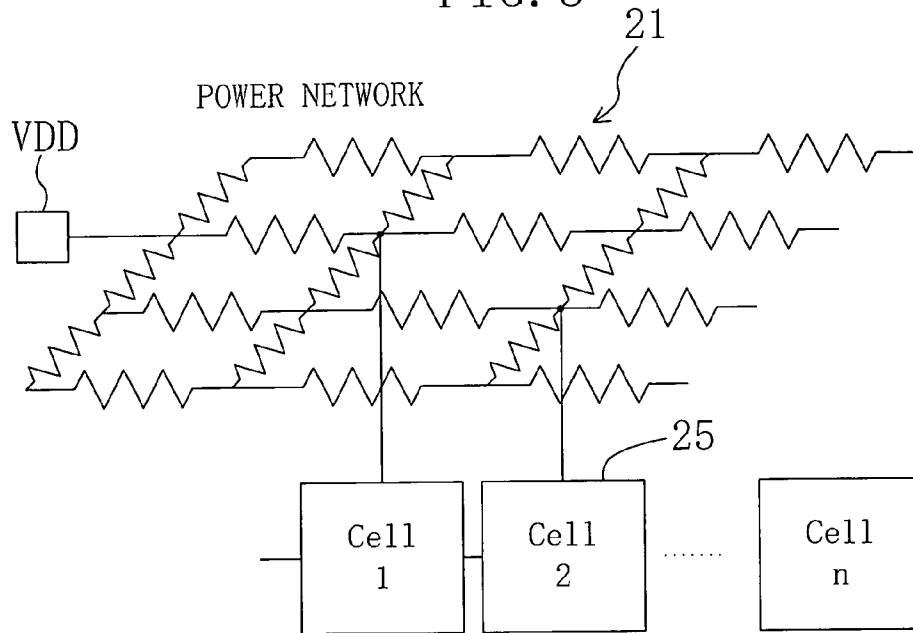 21
POWER NETWORK
VDD
25
Cell
1
Cell
2
.......
Cell
n